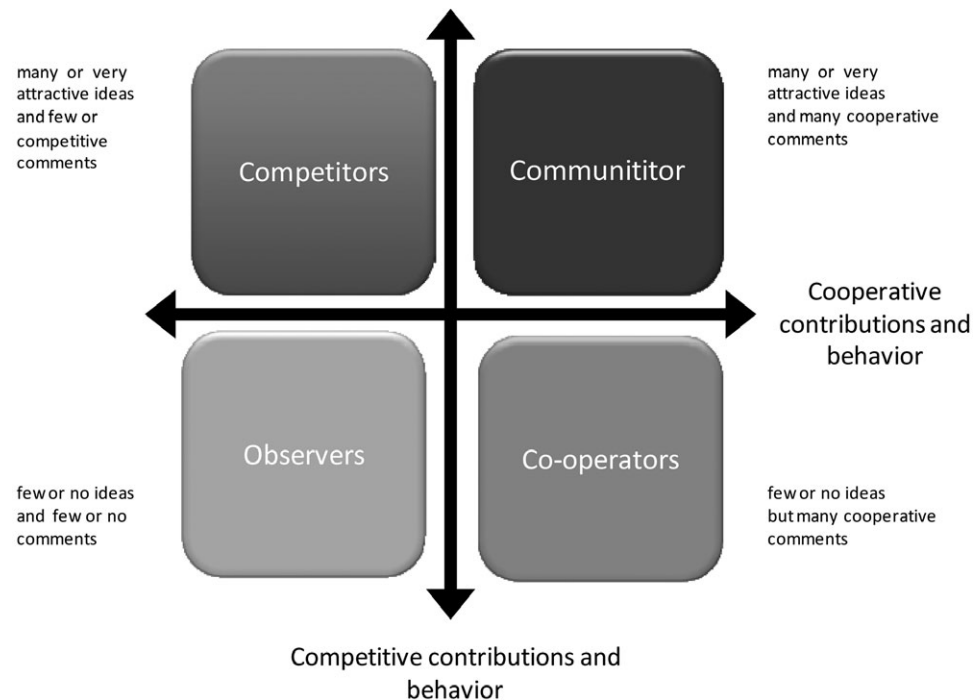 many or very
attractive ideas
and few or
competitive
comments
many or very
attractive ideas
and many cooperative
comments
Competitors
Communititor
Cooperative
contributions and
behavior
Observers
Co-operators
few or no ideas
and few or no
comments
few or no ideas
but many cooperative
comments
Competitive contributions and
behavior